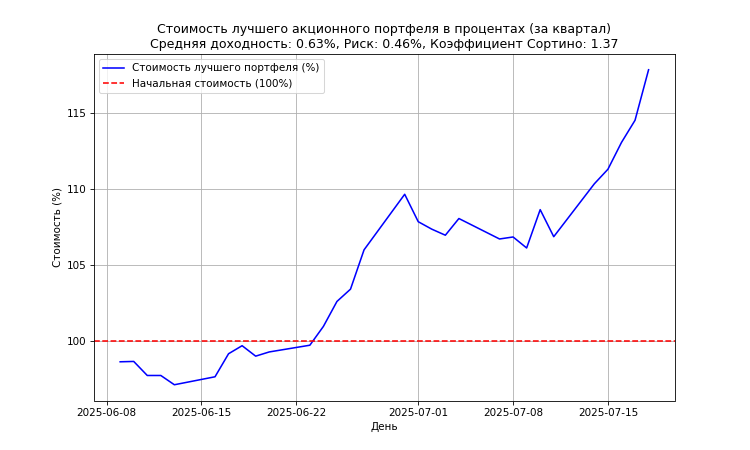 Стоимость лучшего акционного портфеля в процентах (за квартал)
Средняя доходность: 0.63%, Риск: 0.46%, Коэффициент Сортино: 1.37
Стоимость лучшего портфеля (%)
Начальная стоимость (100%)
Стоимость (%)
115
110
105
100
2025-06-08 2025-06-15 2025-06-22 2025-07-01 2025-07-08 2025-07-15
День